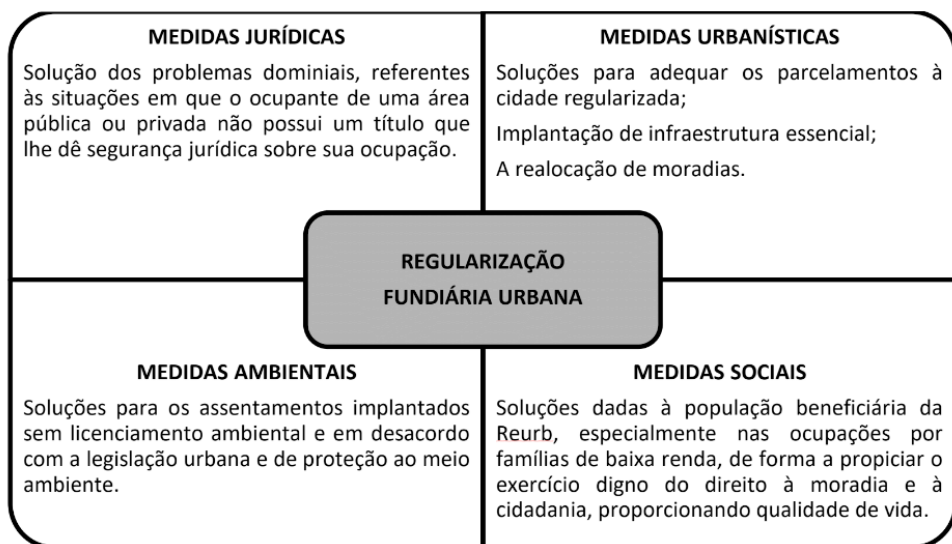 MEDIDAS JURÍDICAS
Solução dos problemas dominiais, referentes
às situações em que o ocupante de uma área
pública ou privada não possui um título que
lhe dê segurança jurídica sobre sua ocupação.
MEDIDAS URBANÍSTICAS
Soluções para adequar os parcelamentos à
cidade regularizada;
Implantação de infraestrutura essencial;
A realocação de moradias.
REGULARIZAÇÃO
FUNDIÁRIA URBANA
MEDIDAS AMBIENTAIS
Soluções para os assentamentos implantados
sem licenciamento ambiental e em desacordo
com a legislação urbana e de proteção ao meio
ambiente.
MEDIDAS SOCIAIS
Soluções dadas à população beneficiária da
Reurb, especialmente nas ocupações por
famílias de baixa renda, de forma a propiciar o
exercício digno do direito à moradia e à
cidadania, proporcionando qualidade de vida.